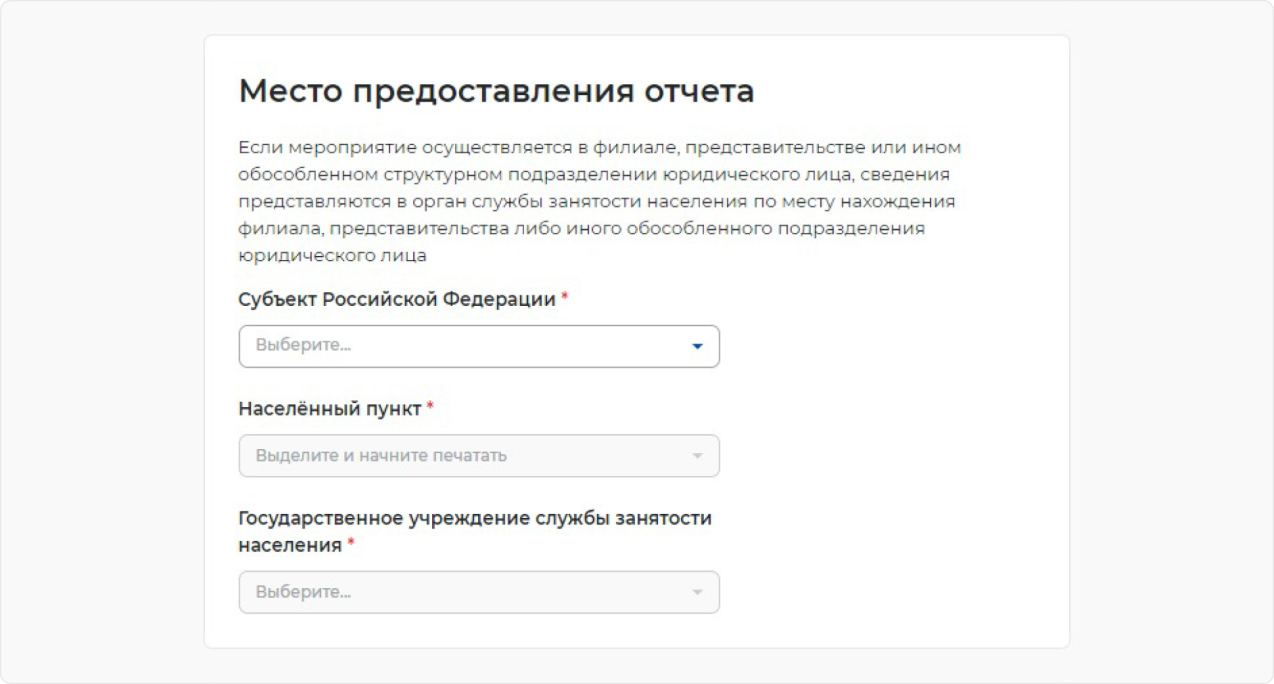 Место предоставления отчета
Если мероприятие осуществляется в филиале, представительстве или ином
обособленном структурном подразделении юридического лица, сведения
представляются в орган службы занятости населения по месту нахождения
филиала, представительства либо иного обособленного подразделения
юридического лица
Субъект Российской Федерации *
Выберите...
Населённый пункт *
Выделите и начните печатать
Государственное учреждение службы занятости
населения *
Выберите...